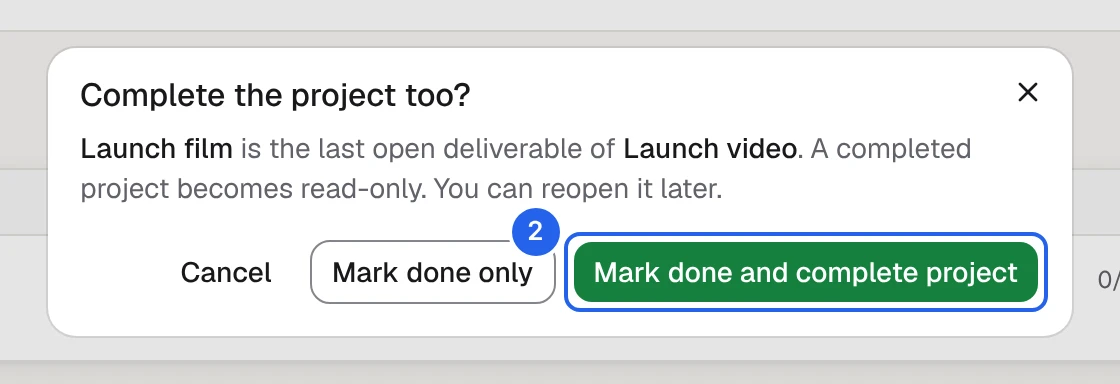 Complete the project too?
Launch film is the last open deliverable of Launch video. A completed
project becomes read-only. You can reopen it later.
2
Cancel
Mark done only
Mark done and complete project
0/